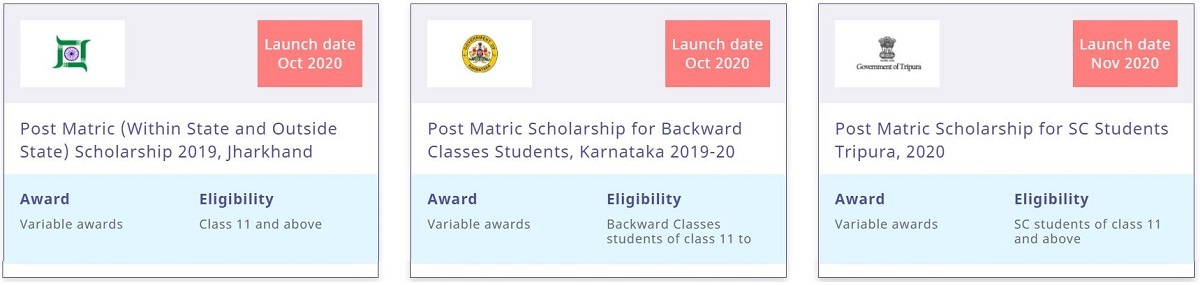 Launch date
Oct 2020
Post Matric (Within State and Outside
State) Scholarship 2019, Jharkhand
Award
Eligibility
Variable awards
Class 11 and above
Launch date
Oct 2020
Post Matric Scholarship for Backward
Classes Students, Karnataka 2019-20
Award
Eligibility
Variable awards
Backward Classes
students of class 11 to
Government of Tripura
Launch date
Nov 2020
Post Matric Scholarship for SC Students
Tripura, 2020
Award
Eligibility
Variable awards
SC students of class 11
and above